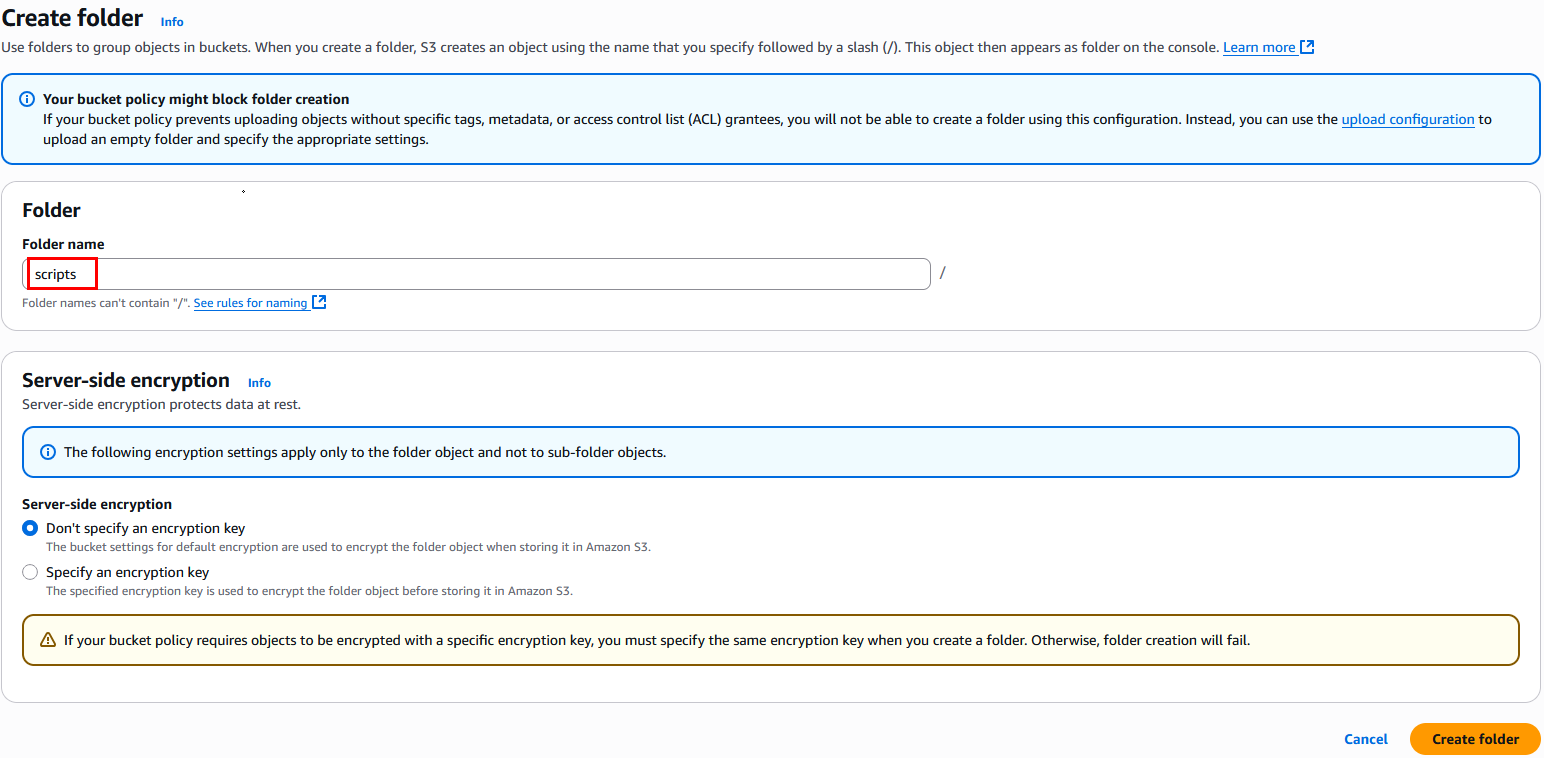 Create folder Info
Use folders to group objects in buckets. When you create a folder, S3 creates an object using the name that you specify followed by a slash (/). This object then appears as folder on the console. Learn more
Your bucket policy might block folder creation
If your bucket policy prevents uploading objects without specific tags, metadata, or access control list (ACL) grantees, you will not be able to create a folder using this configuration. Instead, you can use the upload configuration to
upload an empty folder and specify the appropriate settings.
Folder
Folder name
scripts /
Folder names can't contain "/". See rules for naming
Server-side encryption Info
Server-side encryption protects data at rest.
The following encryption settings apply only to the folder object and not to sub-folder objects.
Server-side encryption
Don't specify an encryption key
The bucket settings for default encryption are used to encrypt the folder object when storing it in Amazon S3.
Specify an encryption key
The specified encryption key is used to encrypt the folder object before storing it in Amazon S3.
If your bucket policy requires objects to be encrypted with a specific encryption key, you must specify the same encryption key when you create a folder. Otherwise, folder creation will fail.
Cancel Create folder